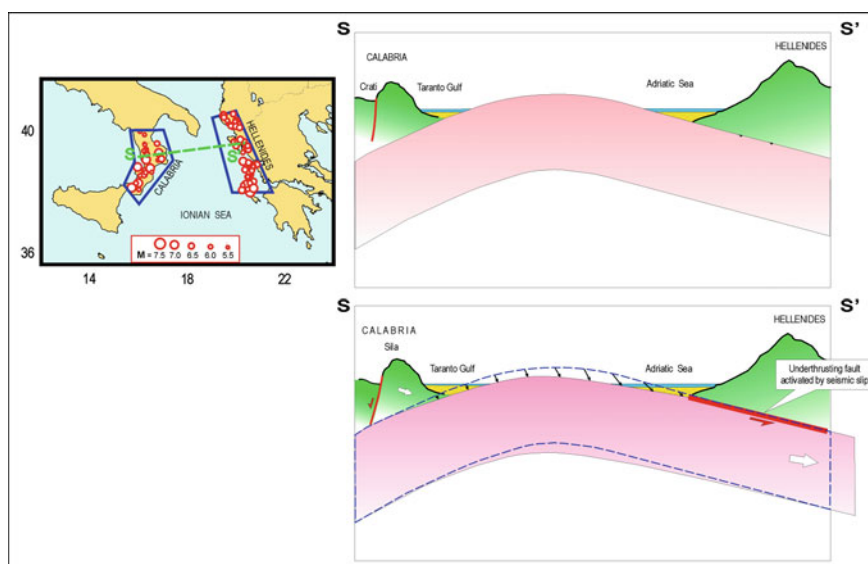 S
S'
CALABRIA
HELLENIDES
Crati
Taranto Gulf
Adriatic Sea
40
36
14
18
22
S
S'
CALABRIA
HELLENIDES
IONIAN SEA
M = 7.5 7.0 6.5 6.0 5.5
S
S'
CALABRIA
Sila
Taranto Gulf
Adriatic Sea
HELLENIDES
Underthrusting fault
activated by seismic slip